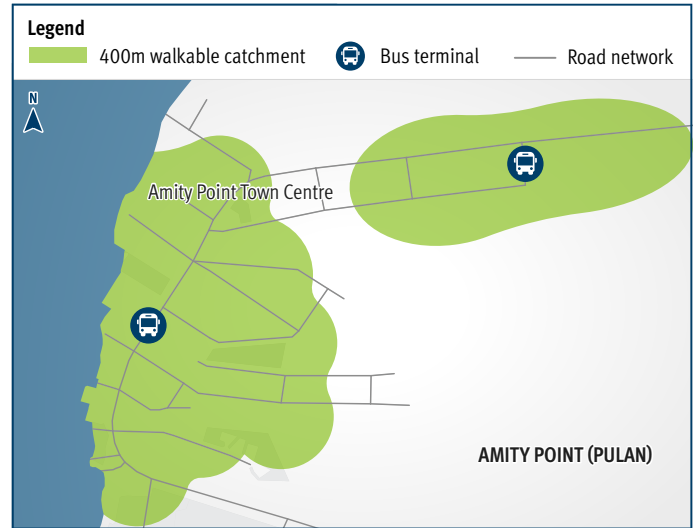 Legend
400m walkable catchment Bus terminal Road network
N
Amity Point Town Centre
AMITY POINT (PULAN)